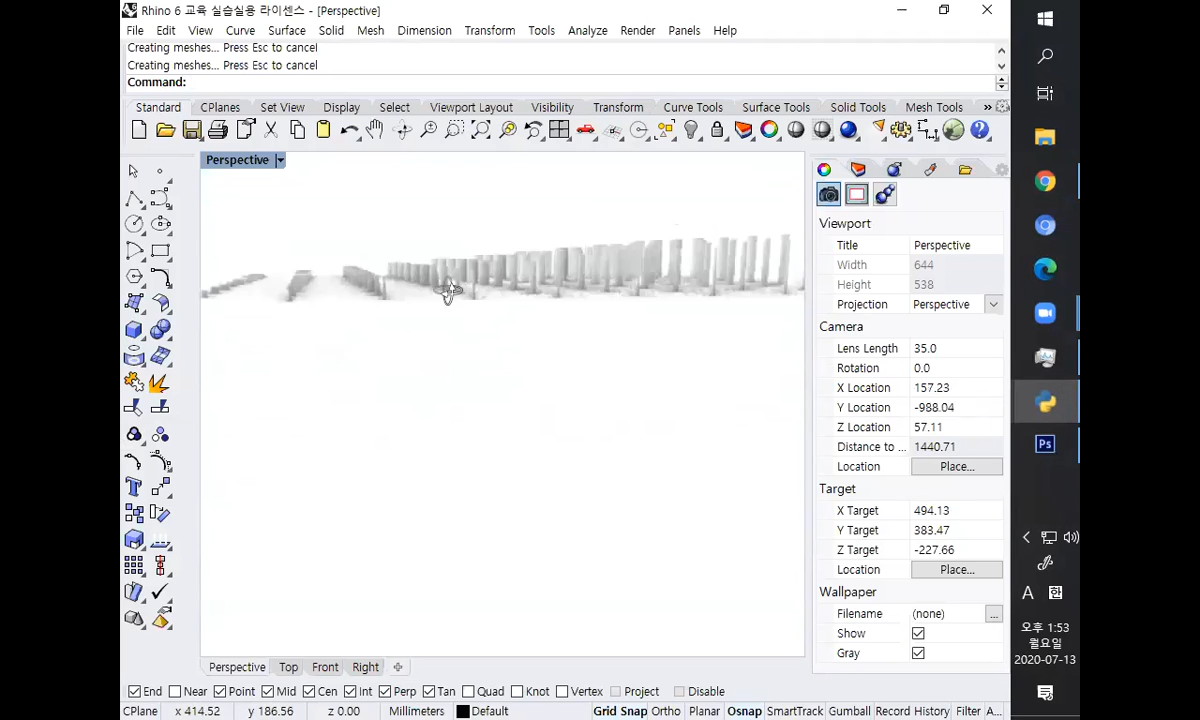 Rhino 6 교육 실습실용 라이센스 - [Perspective]
File Edit View Curve Surface Solid Mesh Dimension Transform Tools Analyze Render Panels Help
Creating meshes... Press Esc to cancel
Creating meshes... Press Esc to cancel
Command:
Standard CPlanes Set View Display Select Viewport Layout Visibility Transform Curve Tools Surface Tools Solid Tools Mesh Tools »
Perspective
Viewport
Title Perspective
Width 644
Height 538
Projection Perspective
Camera
Lens Length 35.0
Rotation 0.0
X Location 157.23
Y Location -988.04
Z Location 57.11
Distance to ... 1440.71
Location Place...
Target
X Target 494.13
Y Target 383.47
Z Target -227.66
Location Place...
Wallpaper
Filename (none) ...
Show
Gray
Perspective Top Front Right
End Near Point Mid Cen Int Perp Tan Quad Knot Vertex Project Disable
CPlane x 414.52 y 186.56 z 0.00 Millimeters Default Grid Snap Ortho Planar Osnap SmartTrack Gumball Record History Filter A...
Ps
A 한
오후 1:53
월요일
2020-07-13